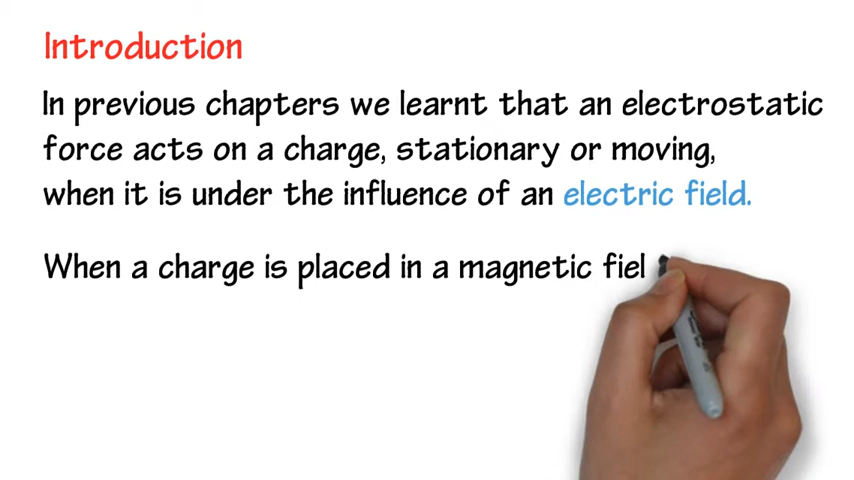 Introduction
In previous chapters we learnt that an electrostatic
force acts on a charge, stationary or moving,
when it is under the influence of an electric field.
When a charge is placed in a magnetic fiel